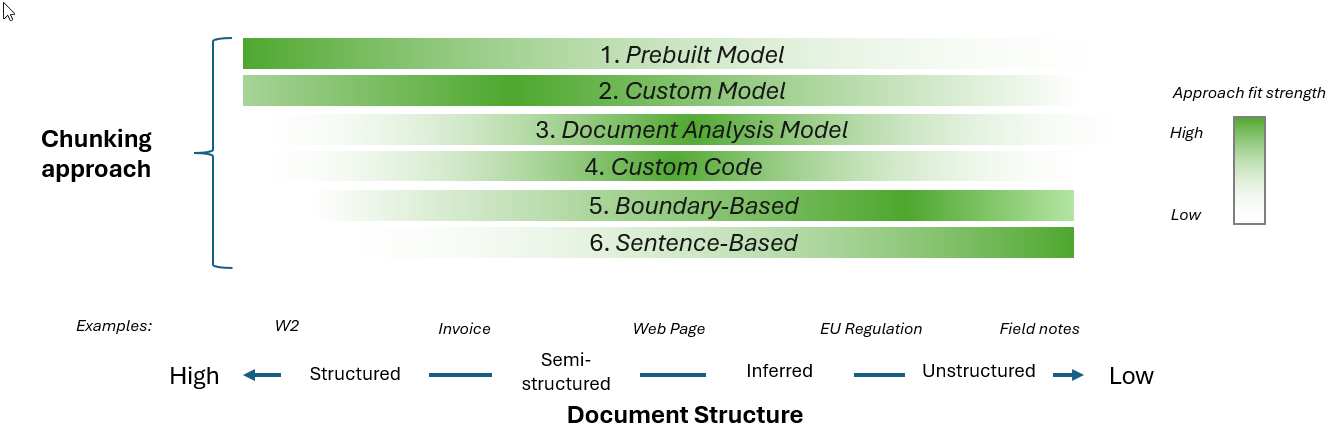 1. Prebuilt Model
2. Custom Model
3. Document Analysis Model
4. Custom Code
5. Boundary-Based
6. Sentence-Based
Chunking
approach
Approach fit strength
High
Low
Examples:
W2
Invoice
Web Page
EU Regulation
Field notes
High
Structured
Semi-
structured
Inferred
Unstructured
Low
Document Structure